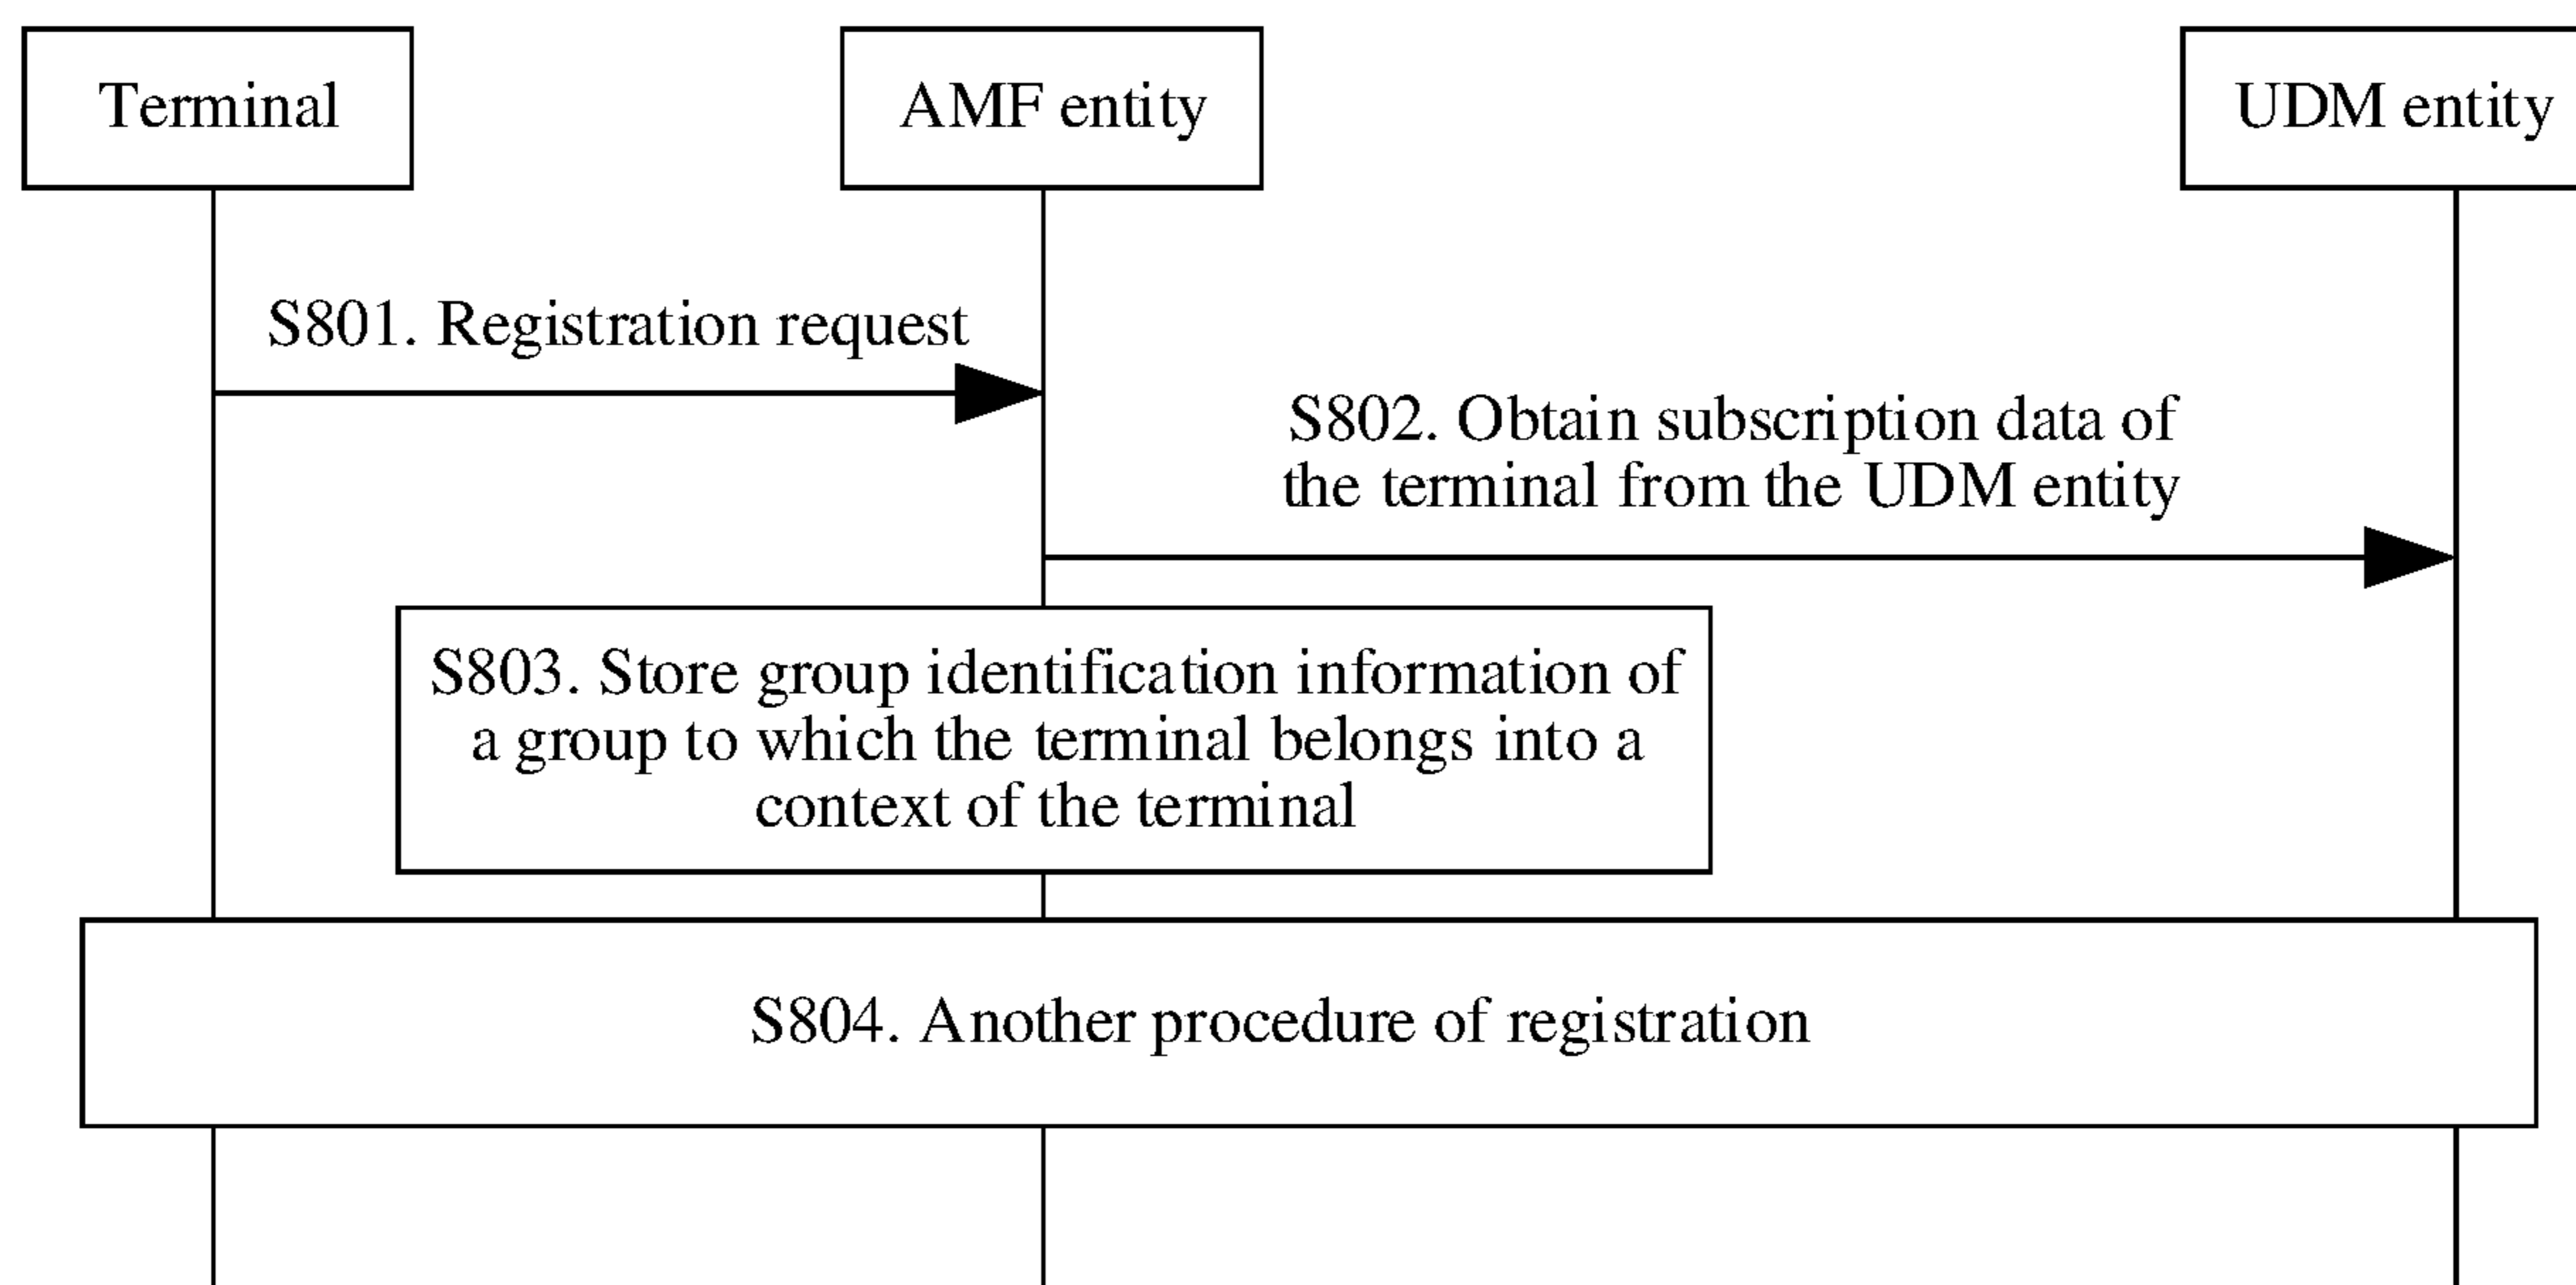 Terminal
AMF entity
UDM entity
S801. Registration request
S802. Obtain subscription data of
the terminal from the UDM entity
S803. Store group identification information of
a group to which the terminal belongs into a
context of the terminal
S804. Another procedure of registration